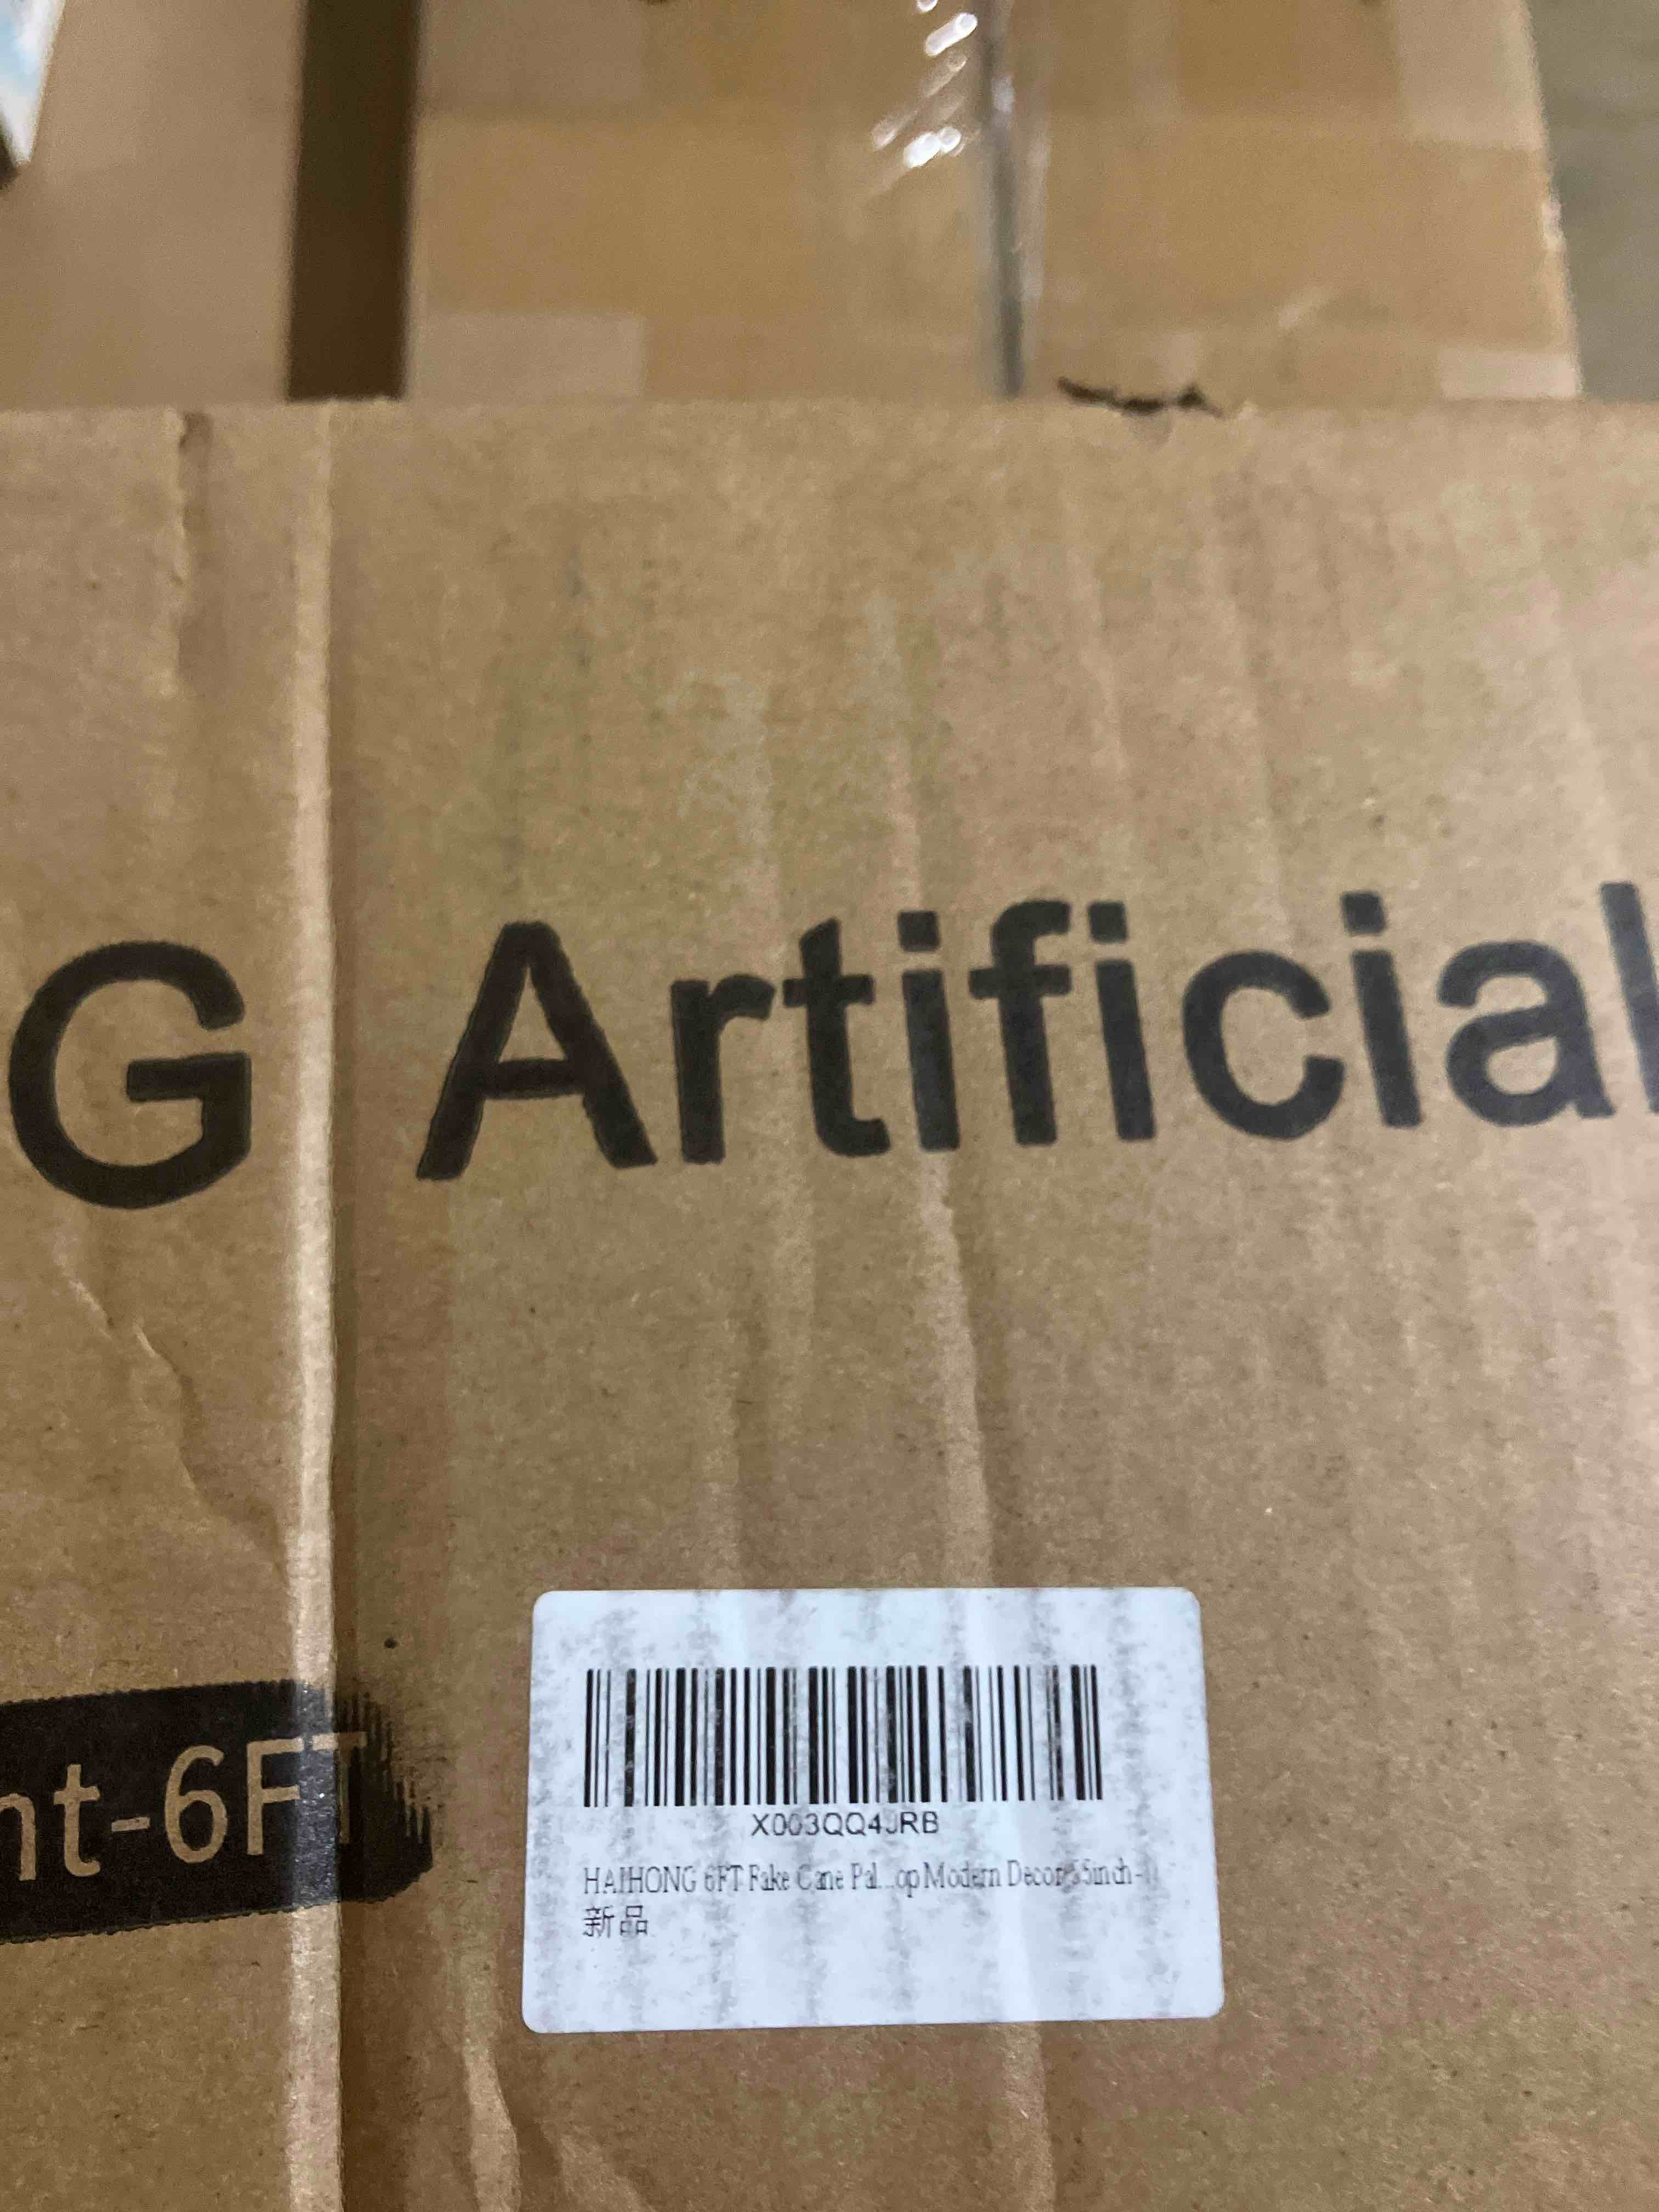 G Artificial
nt-6FT
X003QQ4JRB
HAIHONG 6FT Fake Cane Pal...op Modern Decor
新品